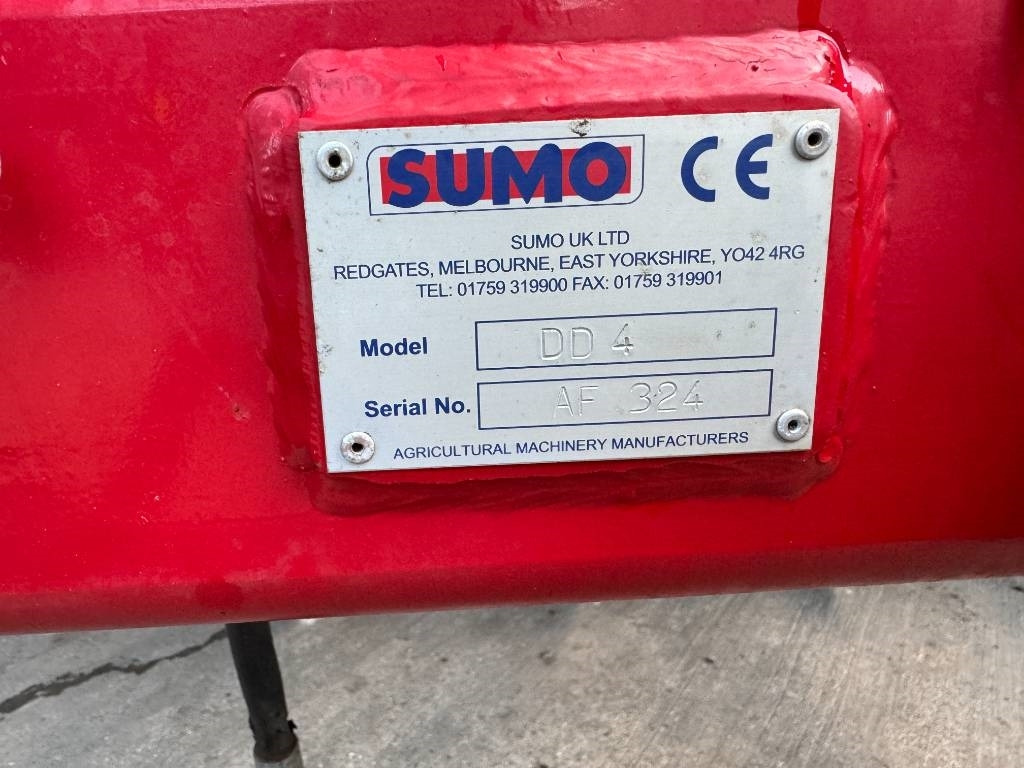 SUMO CE
SUMO UK LTD
REDGATES, MELBOURNE, EAST YORKSHIRE, YO42 4RG
TEL: 01759 319900 FAX: 01759 319901
Model DD 4
Serial No. AF 324
AGRICULTURAL MACHINERY MANUFACTURERS